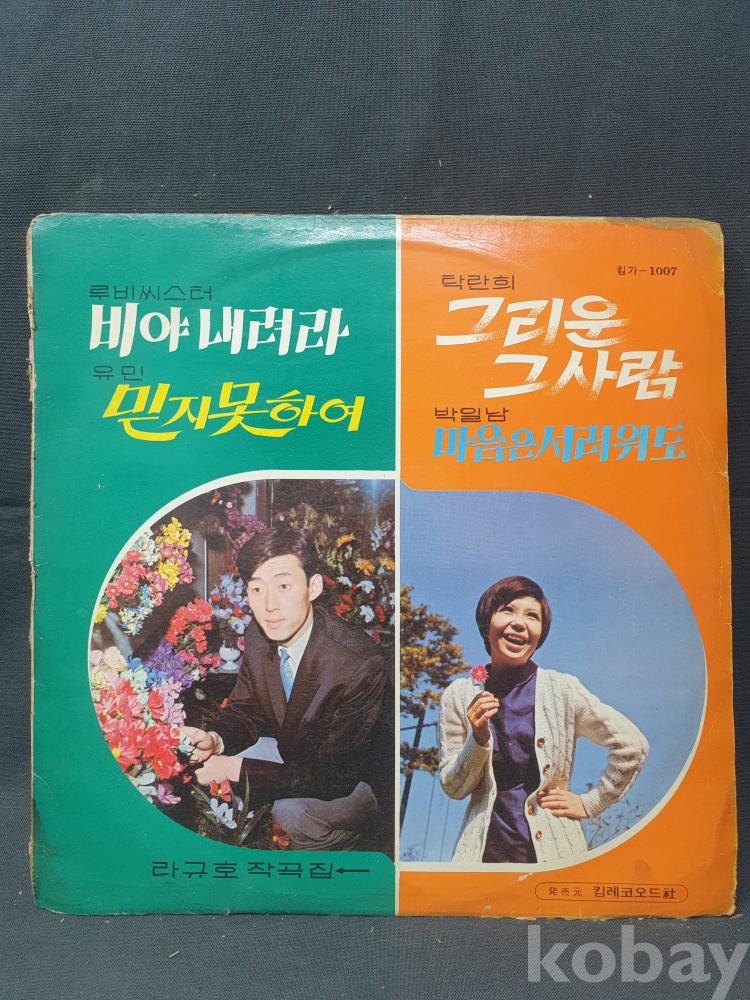 루비씨스터
비야 내려라
유민
믿지못하여
킹가-1007
탁란희
그리운
그사람
박일남
마음은서러워도
라규호 작곡집←
発売元 킹레코오드社
kobay